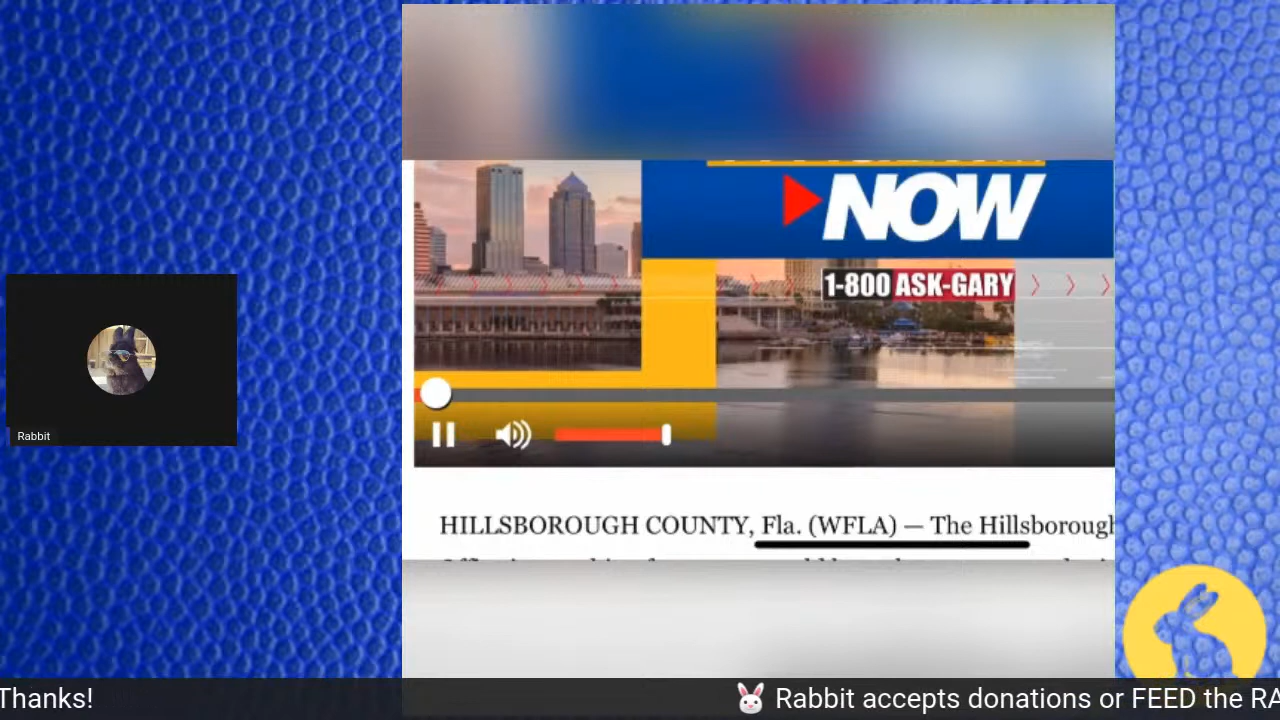 NOW
1-800 ASK-GARY
HILLSBOROUGH COUNTY, Fla. (WFLA) — The Hillsborough
Rabbit
Thanks!
🐰 Rabbit accepts donations or FEED the RA